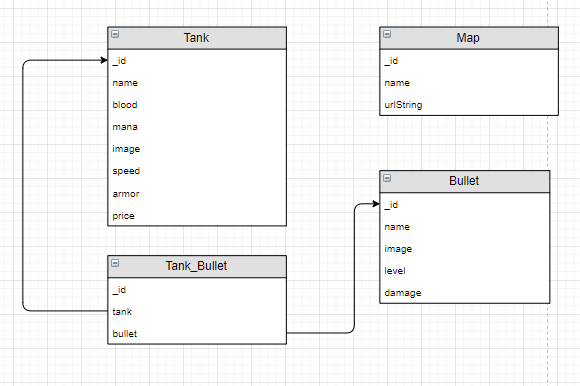 Tank
_id
name
blood
mana
image
speed
armor
price
Map
_id
name
urlString
Bullet
_id
name
image
level
damage
Tank_Bullet
_id
tank
bullet